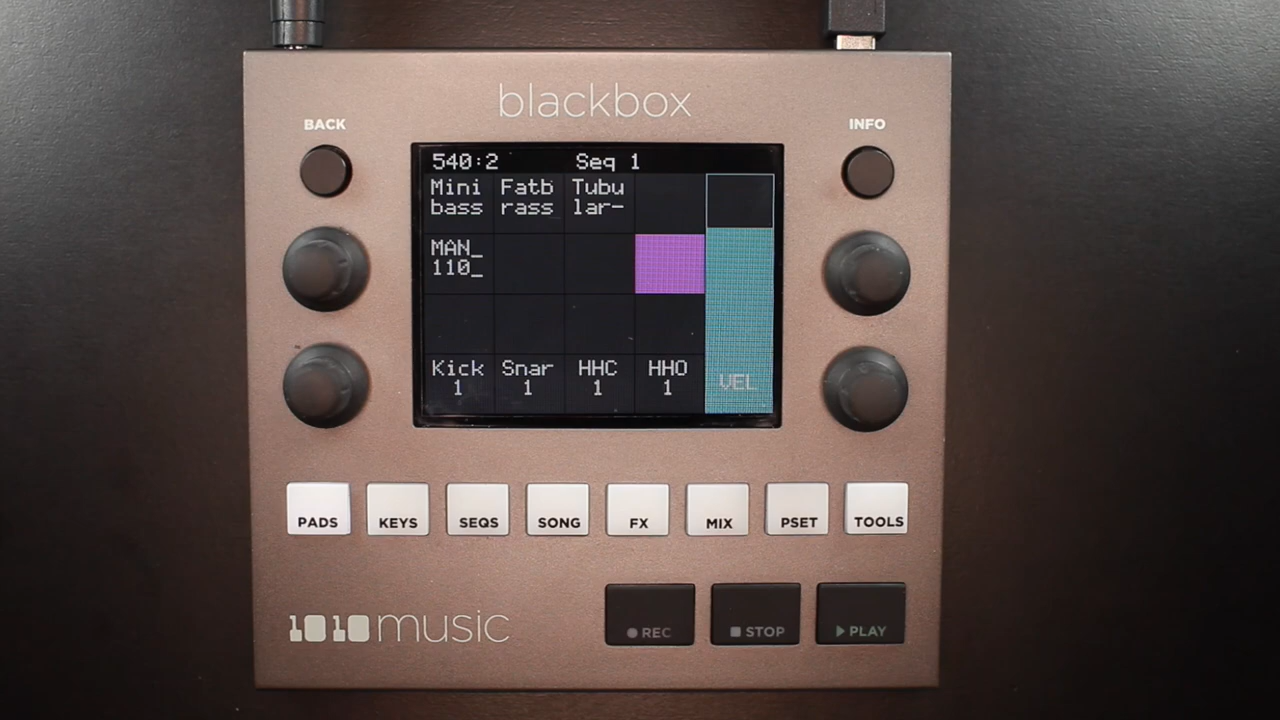 blackbox
BACK
INFO
540:2 Seq 1
Mini bass
Fatb rass
Tubu lar-
MAN_ 110_
Kick 1
Snar 1
HHC 1
HHO 1
VEL
PADS
KEYS
SEQS
SONG
FX
MIX
PSET
TOOLS
1010music
REC
STOP
PLAY